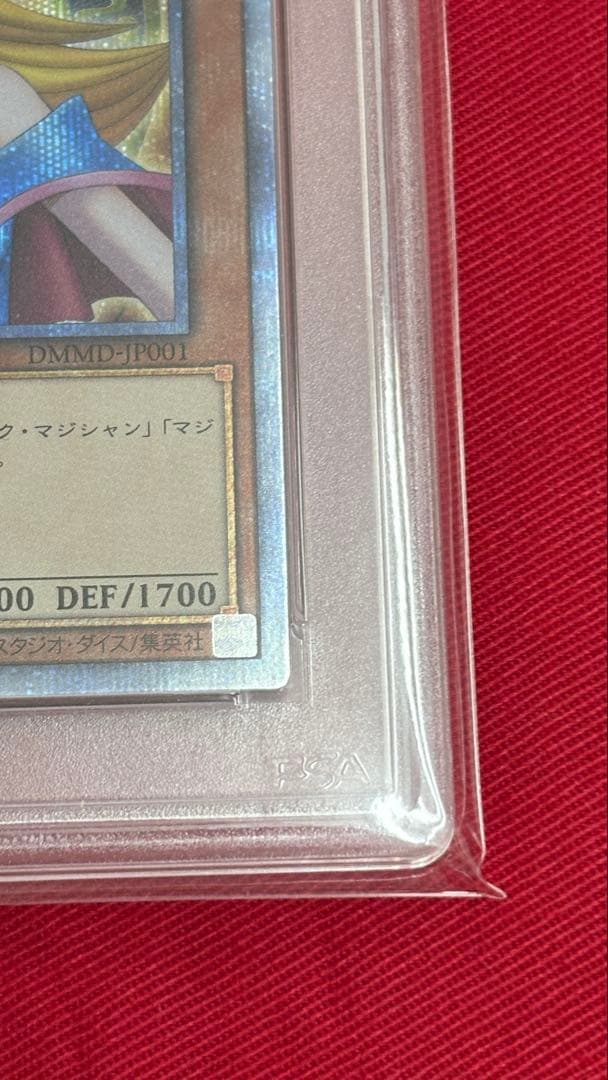 DMMD-JP001
ク・マジシャン」「マジ
。
00 DEF/1700
スタジオ・ダイス/集英社
PSA